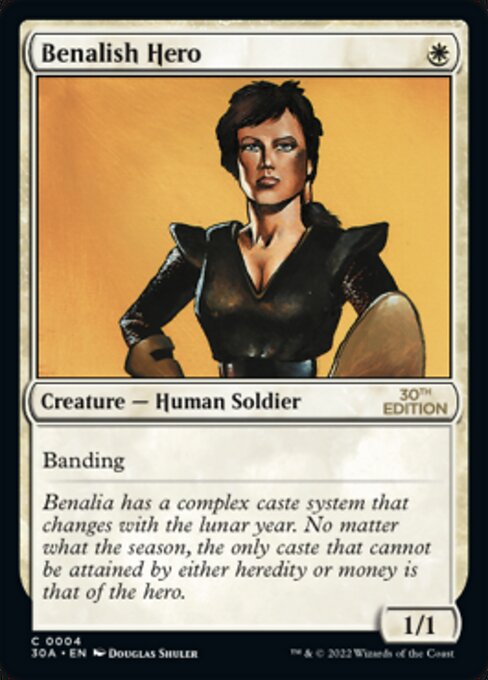 Benalish Hero
Creature — Human Soldier
30TH
EDITION
Banding
Benalia has a complex caste system that
changes with the lunar year. No matter
what the season, the only caste that cannot
be attained by either heredity or money is
that of the hero.
1/1
C 0004
30A • EN DOUGLAS SHULER
™ & © 2022 Wizards of the Coast